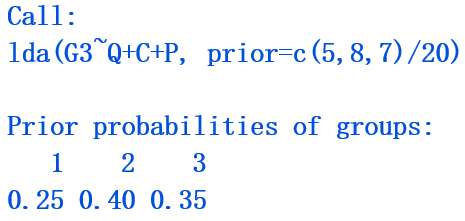 Call:
lda(G3~Q+C+P, prior=c(5,8,7)/20)
Prior probabilities of groups:
1 2 3
0.25 0.40 0.35